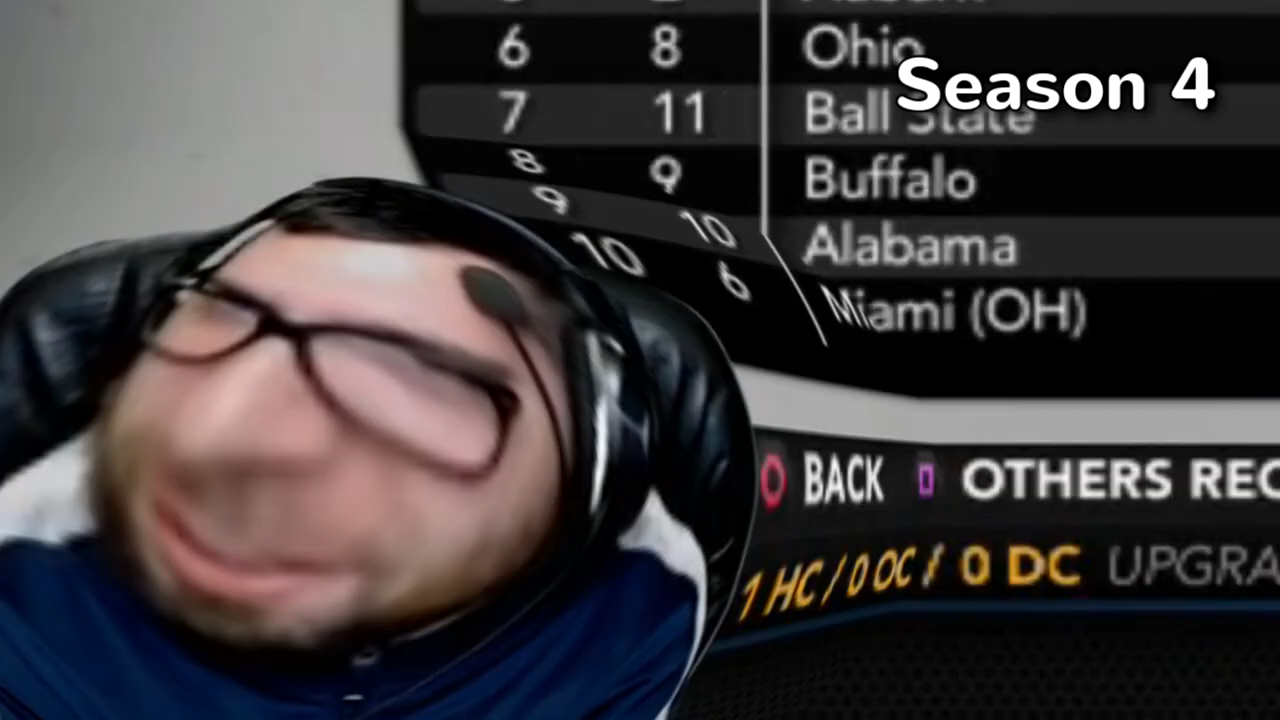 6 8 Ohio
Season 4
7 11 Ball State
8 9 Buffalo
9 10 Alabama
10 6 Miami (OH)
BACK OTHERS REC
1 HC / 0 OC / 0 DC UPGRA